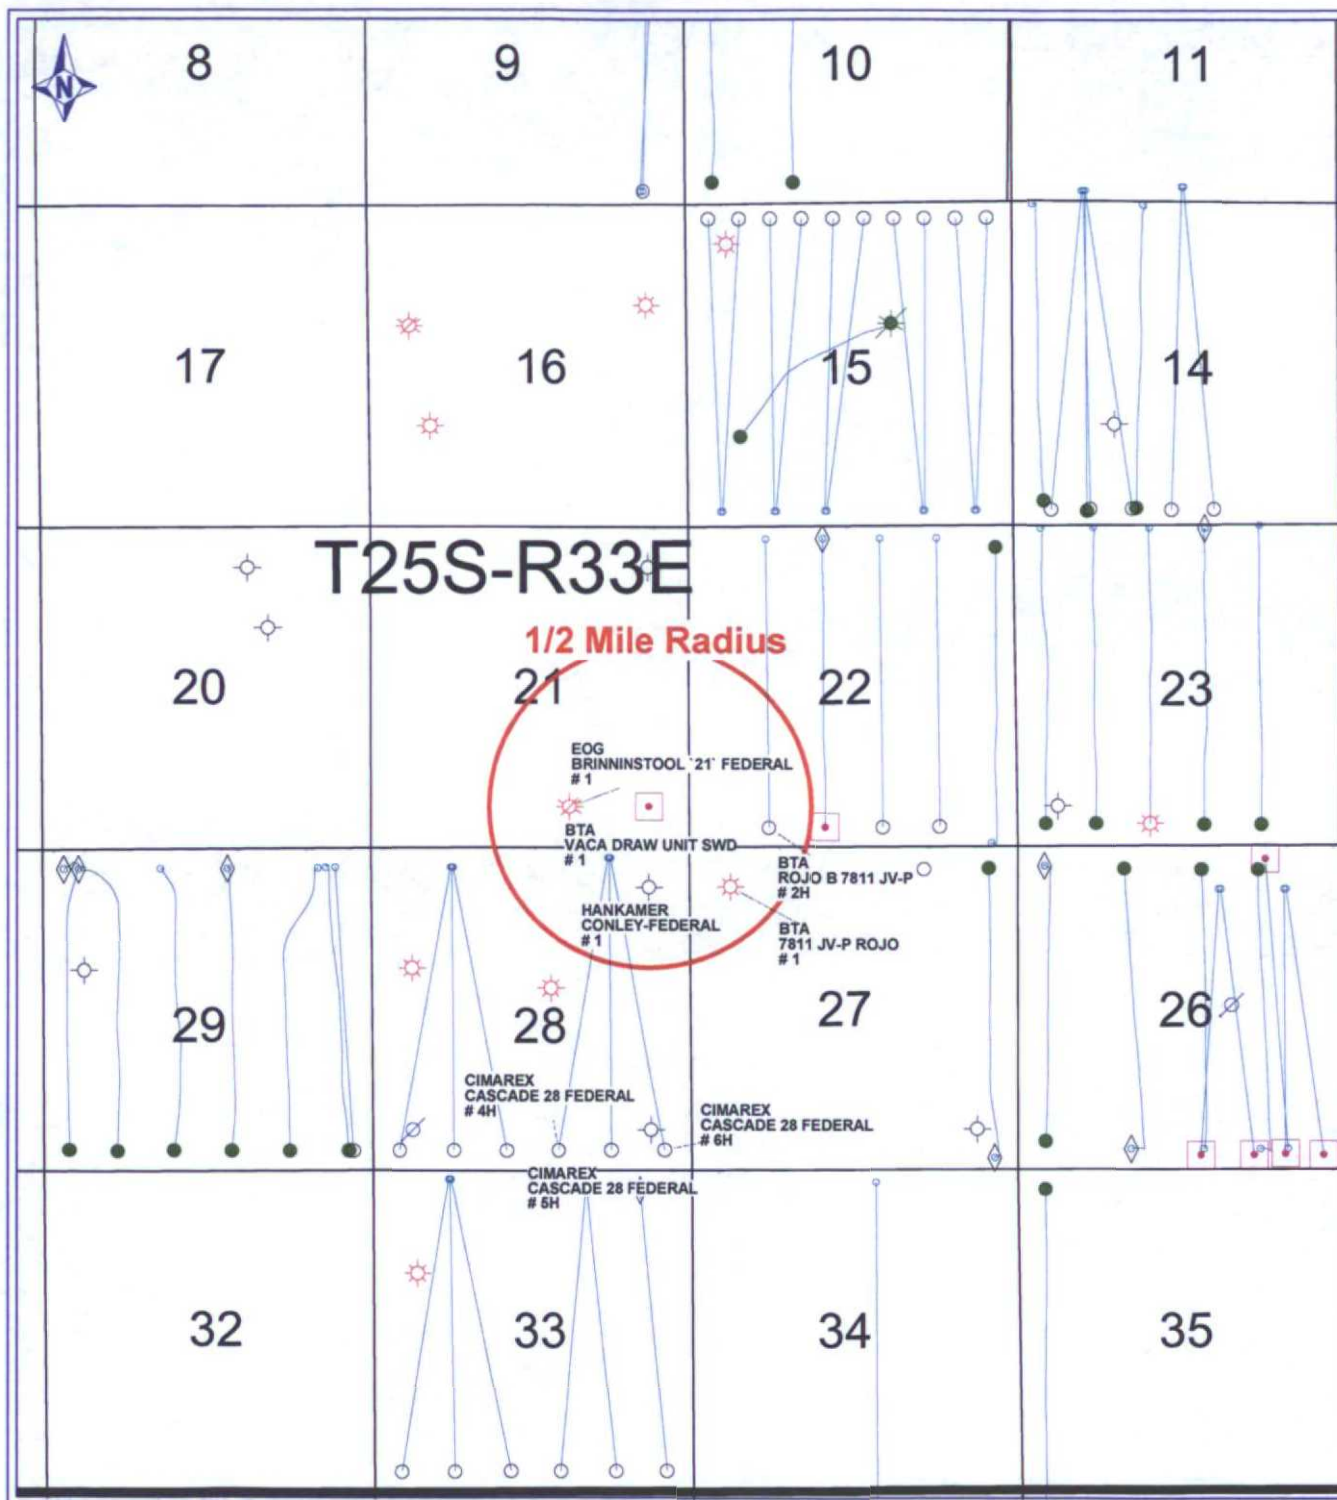 N
8
9
10
11
17
16
15
14
T25S-R33E
1/2 Mile Radius
20
21
22
23
EOG
BRINNINSTOOL '21' FEDERAL
# 1
BTA
VACA DRAW UNIT SWD
# 1
BTA
ROJO B 7811 JV-P
# 2H
HANKAMER
CONLEY-FEDERAL
# 1
BTA
7811 JV-P ROJO
# 1
29
28
27
26
CIMAREX
CASCADE 28 FEDERAL
# 4H
CIMAREX
CASCADE 28 FEDERAL
# 6H
CIMAREX
CASCADE 28 FEDERAL
# 5H
32
33
34
35